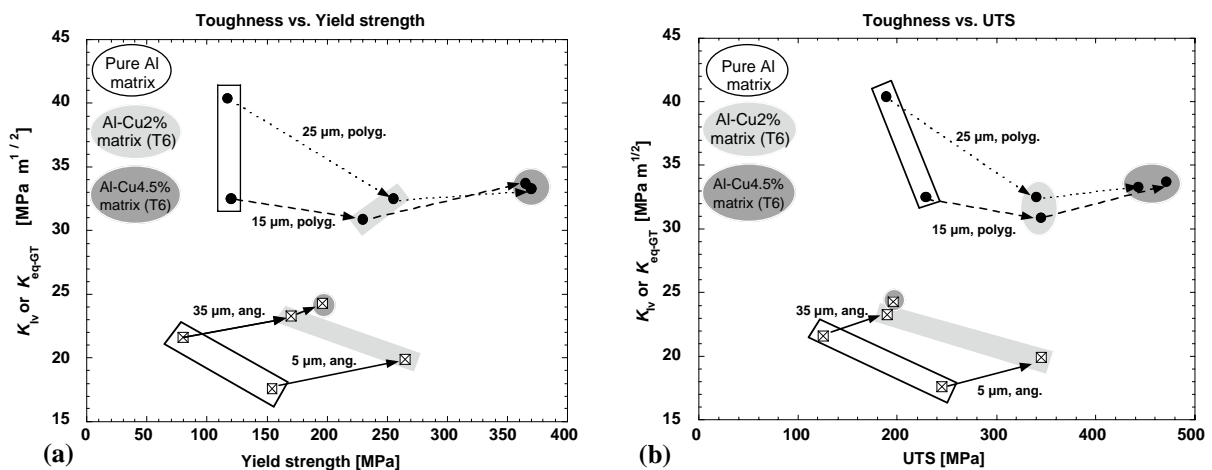 Toughness vs. Yield strength
(a)
45
40
35
30
25
20
15
K_Iv or K_eq-GT [MPa m^1/2]
Pure Al
matrix
Al-Cu2%
matrix (T6)
Al-Cu4.5%
matrix (T6)
25 µm, polyg.
15 µm, polyg.
35 µm, ang.
5 µm, ang.
0 50 100 150 200 250 300 350 400
Yield strength [MPa]
Toughness vs. UTS
(b)
45
40
35
30
25
20
15
K_Iv or K_eq-GT [MPa m^1/2]
Pure Al
matrix
Al-Cu2%
matrix (T6)
Al-Cu4.5%
matrix (T6)
25 µm, polyg.
15 µm, polyg.
35 µm, ang.
5 µm, ang.
0 100 200 300 400 500
UTS [MPa]